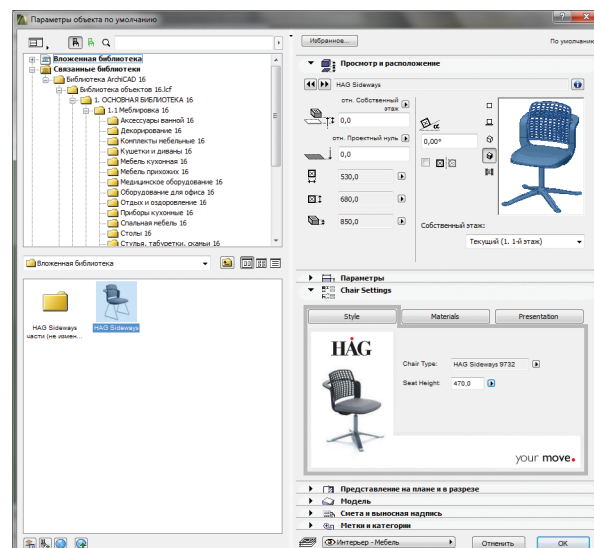 Параметры объекта по умолчанию
Вложенная библиотека
Связанные библиотеки
Библиотека ArchiCAD 16
Библиотека объектов 16.lcf
1. ОСНОВНАЯ БИБЛИОТЕКА 16
1.1 Меблировка 16
Аксессуары ванной 16
Декорирование 16
Комплекты мебельные 16
Кушетки и диваны 16
Мебель кухонная 16
Мебель прихожих 16
Медицинское оборудование 16
Оборудование для офиса 16
Отдых и оздоровление 16
Приборы кухонные 16
Спальная мебель 16
Столы 16
Стулья, табуретки, скамьи 16
Вложенная библиотека
HAG Sideways части (не измен...
HAG Sideways
Избранное...
По умолчанию
Просмотр и расположение
HAG Sideways
отн. Собственный этаж
0,0
отн. Проектный нуль
0,0
530,0
680,0
850,0
α
0,00°
Собственный этаж:
Текущий (1. 1-й этаж)
Параметры
Chair Settings
Style
Materials
Presentation
HÅG
Chair Type:
HAG Sideways 9732
Seat Height:
470,0
your move.
Представление на плане и в разрезе
Модель
Смета и выносная надпись
Метки и категории
Интерьер - Мебель
Отменить
OK